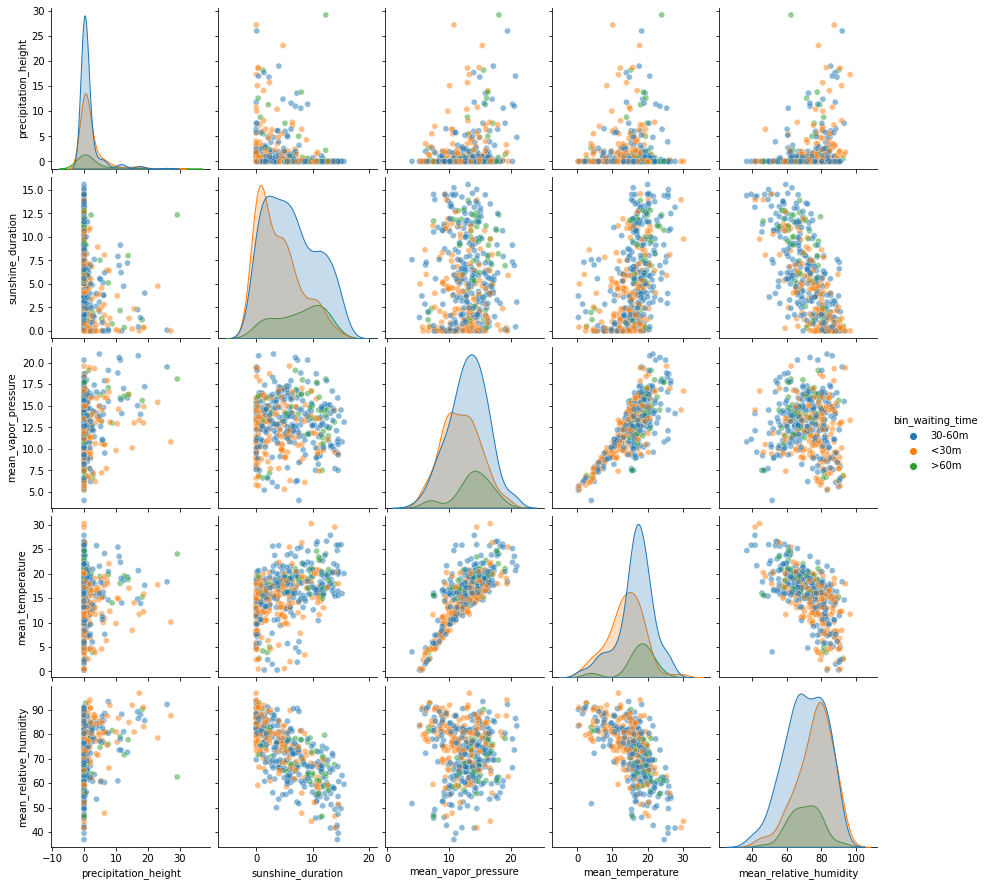 precipitation_height
30
25
20
15
10
5
0
sunshine_duration
15.0
12.5
10.0
7.5
5.0
2.5
0.0
mean_vapor_pressure
20.0
17.5
15.0
12.5
10.0
7.5
5.0
mean_temperature
30
25
20
15
10
5
0
mean_relative_humidity
90
80
70
60
50
40
−10 0 10 20 30
precipitation_height
0 10 20
sunshine_duration
0 10 20
mean_vapor_pressure
0 10 20 30
mean_temperature
40 60 80 100
mean_relative_humidity
bin_waiting_time
30-60m
<30m
>60m